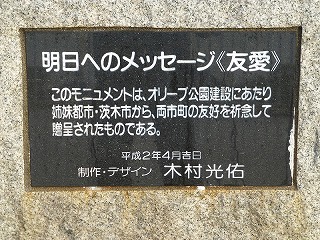 明日へのメッセージ《友愛》
このモニュメントは、オリーブ公園建設にあたり
姉妹都市・茨木市から、両市町の友好を祈念して
贈呈されたものである。
平成2年4月吉日
制作・デザイン 木村光佑